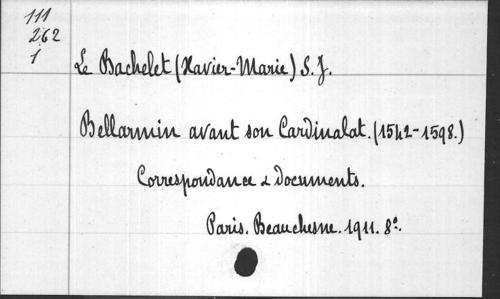 111
262
1
Le Bachelet (Xavier-Marie) S. J.
Bellarmin avant son Cardinalat. (1542-1598.)
Correspondance & documents.
Paris. Beauchesne. 1911. 8°.